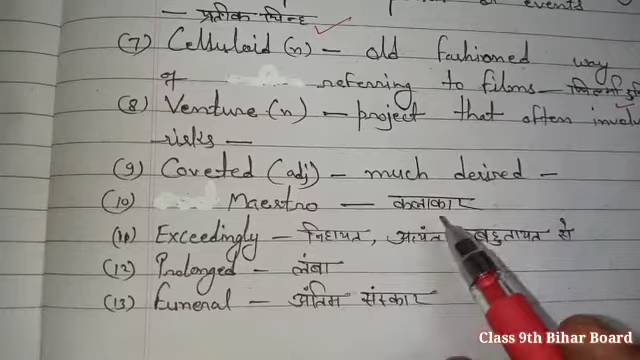 — प्रतीक चिन्ह
an events
(7) Celluloid (n) — old fashioned way
of referring to films —
(8) Venture (n) — project that often involve
risks —
(9) Coveted (adj) — much desired —
(10) Maestro — कलाकार
(11) Exceedingly — निहायत, अत्यंत बहुतायत से
(12) Prolonged — लंबा
(13) Funeral — अंतिम संस्कार
Class 9th Bihar Board